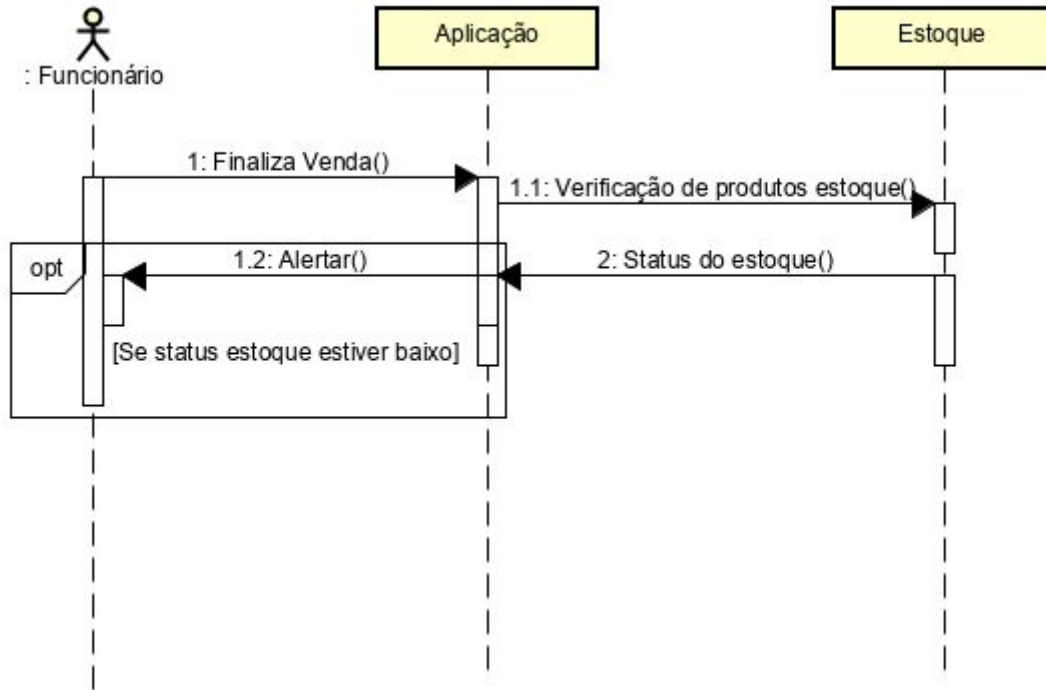 Aplicação
Estoque
: Funcionário
1: Finaliza Venda()
1.1: Verificação de produtos estoque()
opt
1.2: Alertar()
2: Status do estoque()
[Se status estoque estiver baixo]